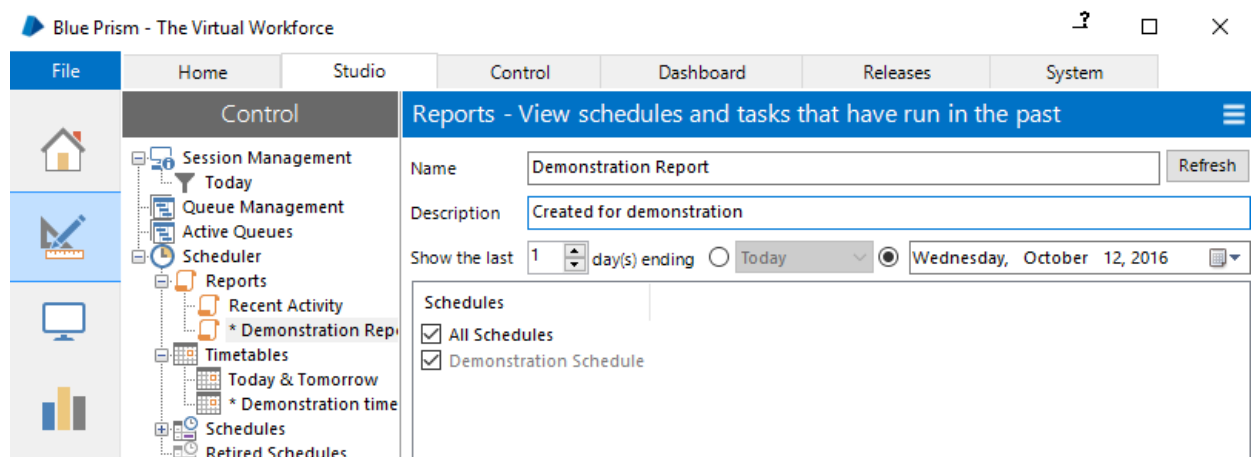 Blue Prism - The Virtual Workforce
File Home Studio Control Dashboard Releases System
Control
Reports - View schedules and tasks that have run in the past
Session Management
Today
Queue Management
Active Queues
Scheduler
Reports
Recent Activity
* Demonstration Rep
Timetables
Today & Tomorrow
* Demonstration time
Schedules
Retired Schedules
Name Demonstration Report Refresh
Description Created for demonstration
Show the last 1 day(s) ending Today Wednesday, October 12, 2016
Schedules
All Schedules
Demonstration Schedule